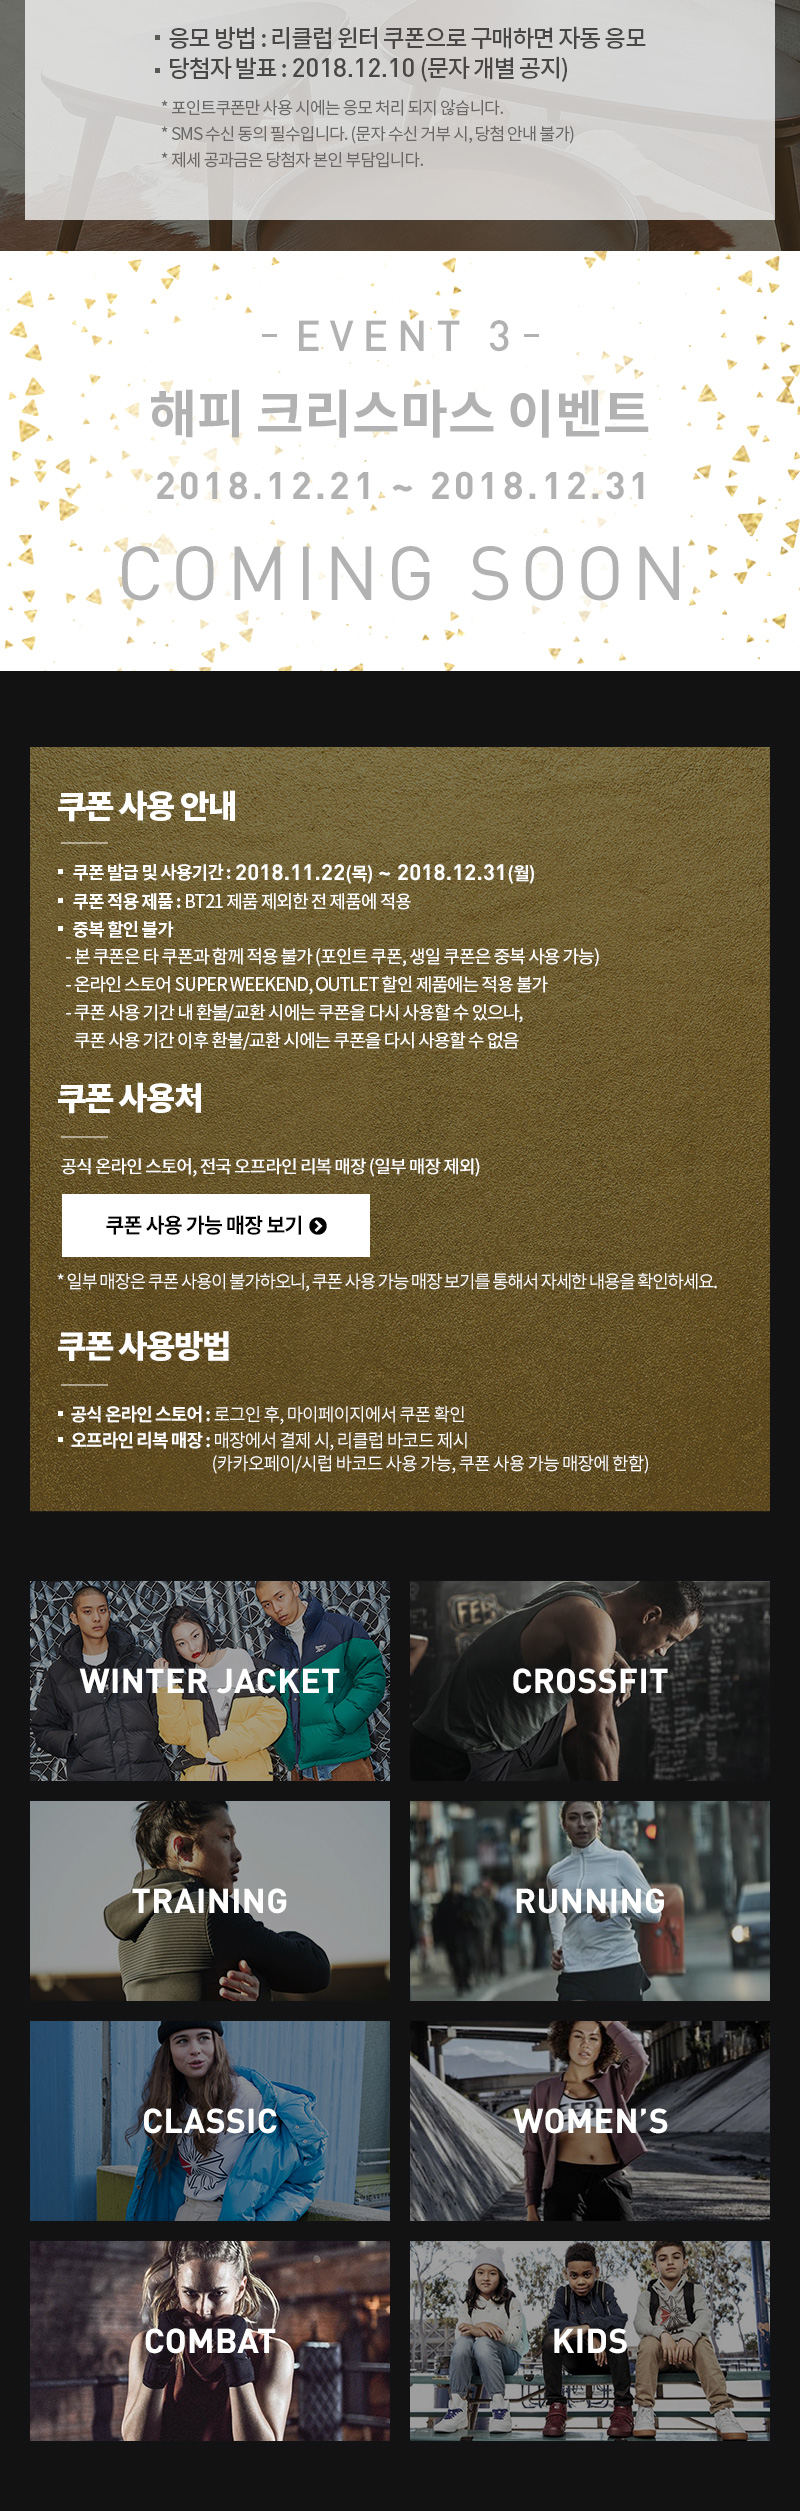 응모 방법 : 리클럽 윈터 쿠폰으로 구매하면 자동 응모
당첨자 발표 : 2018.12.10 (문자 개별 공지)
* 포인트쿠폰만 사용 시에는 응모 처리 되지 않습니다.
* SMS 수신 동의 필수입니다. (문자 수신 거부 시, 당첨 안내 불가)
* 제세 공과금은 당첨자 본인 부담입니다.
- EVENT 3 -
해피 크리스마스 이벤트
2018.12.21 ~ 2018.12.31
COMING SOON
쿠폰 사용 안내
쿠폰 발급 및 사용기간 : 2018.11.22(목) ~ 2018.12.31(월)
쿠폰 적용 제품 : BT21 제품 제외한 전 제품에 적용
중복 할인 불가
- 본 쿠폰은 타 쿠폰과 함께 적용 불가 (포인트 쿠폰, 생일 쿠폰은 중복 사용 가능)
- 온라인 스토어 SUPER WEEKEND, OUTLET 할인 제품에는 적용 불가
- 쿠폰 사용 기간 내 환불/교환 시에는 쿠폰을 다시 사용할 수 있으나,
쿠폰 사용 기간 이후 환불/교환 시에는 쿠폰을 다시 사용할 수 없음
쿠폰 사용처
공식 온라인 스토어, 전국 오프라인 리복 매장 (일부 매장 제외)
쿠폰 사용 가능 매장 보기
* 일부 매장은 쿠폰 사용이 불가하오니, 쿠폰 사용 가능 매장 보기를 통해서 자세한 내용을 확인하세요.
쿠폰 사용방법
공식 온라인 스토어 : 로그인 후, 마이페이지에서 쿠폰 확인
오프라인 리복 매장 : 매장에서 결제 시, 리클럽 바코드 제시
(카카오페이/시럽 바코드 사용 가능, 쿠폰 사용 가능 매장에 한함)
WINTER JACKET
CROSSFIT
TRAINING
RUNNING
CLASSIC
WOMEN'S
COMBAT
KIDS